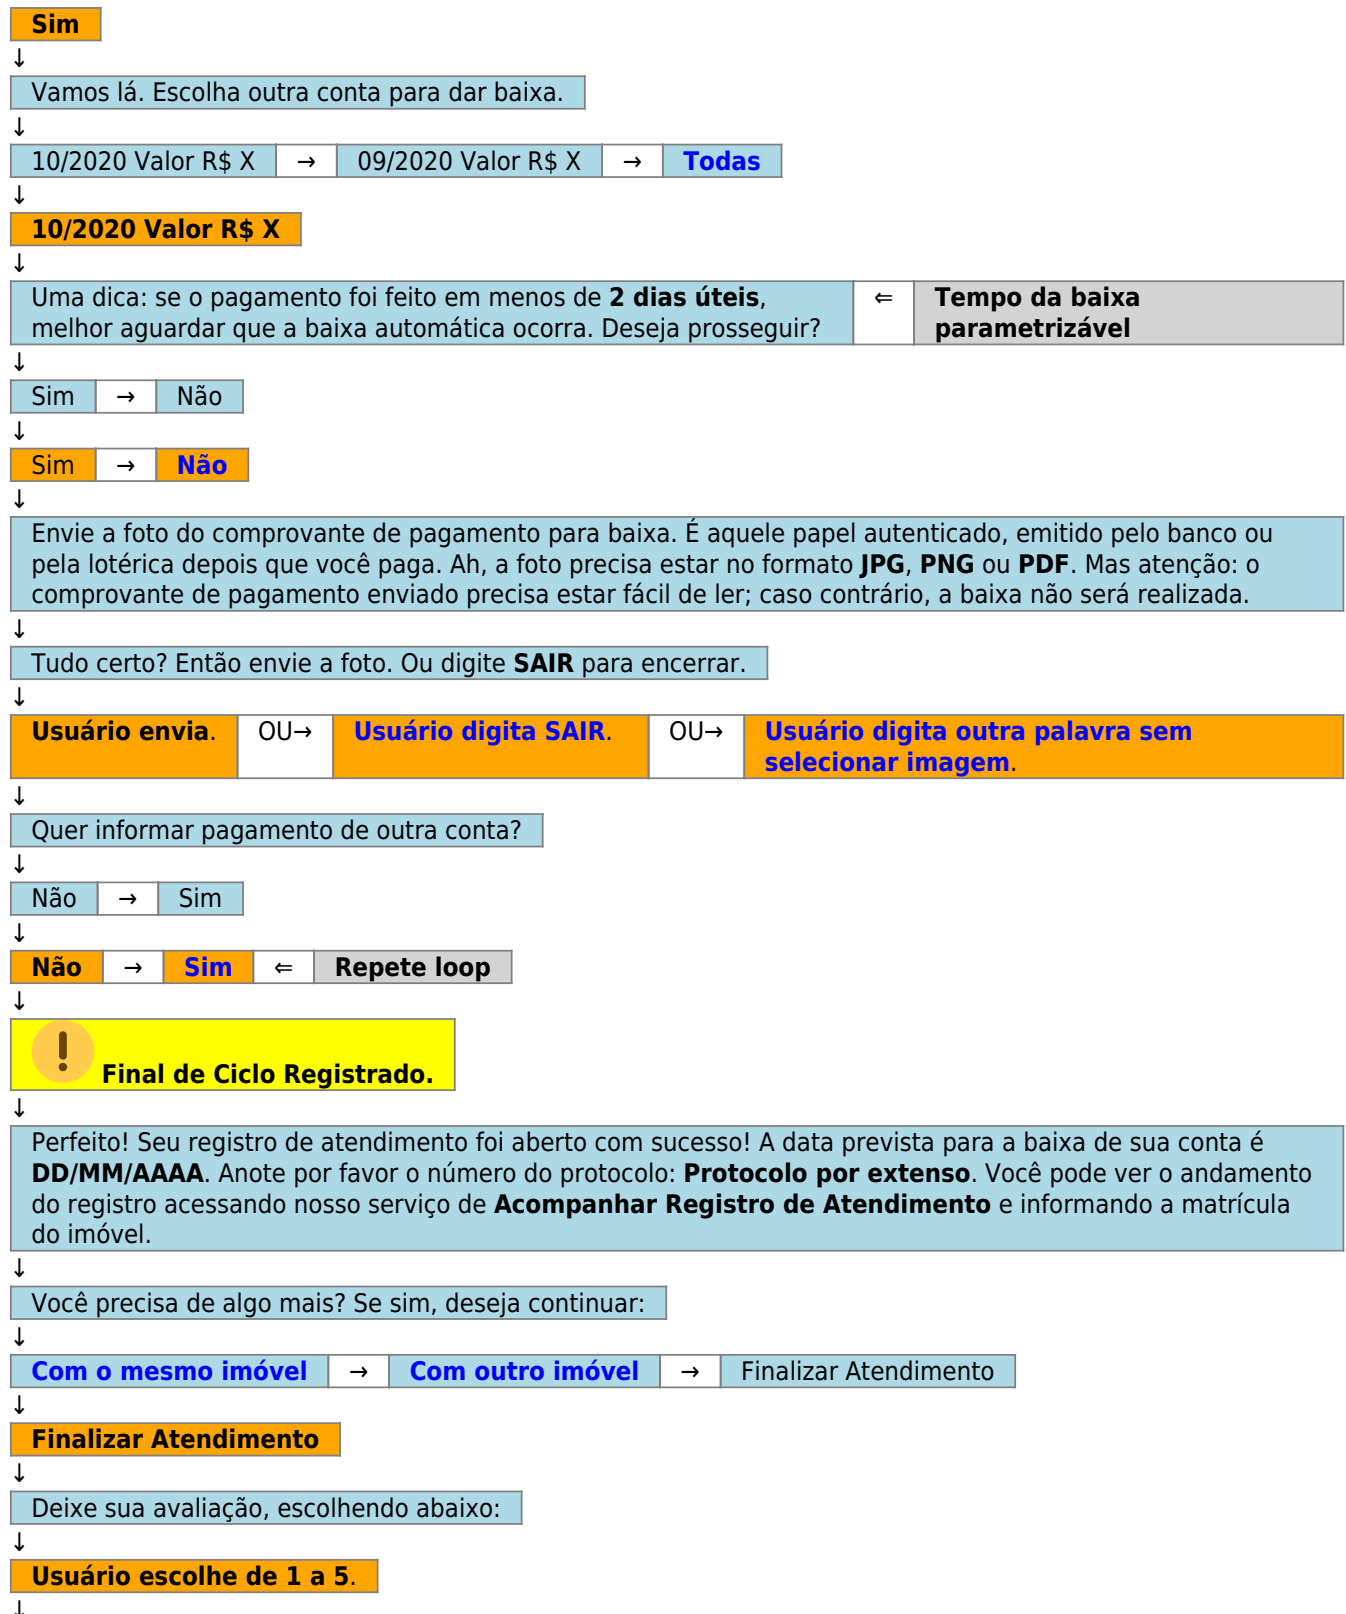 Sim
↓
Vamos lá. Escolha outra conta para dar baixa.
↓
10/2020 Valor R$ X → 09/2020 Valor R$ X → Todas
↓
10/2020 Valor R$ X
↓
Uma dica: se o pagamento foi feito em menos de 2 dias úteis, ⇐ Tempo da baixa
melhor aguardar que a baixa automática ocorra. Deseja prosseguir? parametrizável
↓
Sim → Não
↓
Sim → Não
↓
Envie a foto do comprovante de pagamento para baixa. É aquele papel autenticado, emitido pelo banco ou
pela lotérica depois que você paga. Ah, a foto precisa estar no formato JPG, PNG ou PDF. Mas atenção: o
comprovante de pagamento enviado precisa estar fácil de ler; caso contrário, a baixa não será realizada.
↓
Tudo certo? Então envie a foto. Ou digite SAIR para encerrar.
↓
Usuário envia. OU→ Usuário digita SAIR. OU→ Usuário digita outra palavra sem
selecionar imagem.
↓
Quer informar pagamento de outra conta?
↓
Não → Sim
↓
Não → Sim ⇐ Repete loop
↓
! Final de Ciclo Registrado.
↓
Perfeito! Seu registro de atendimento foi aberto com sucesso! A data prevista para a baixa de sua conta é
DD/MM/AAAA. Anote por favor o número do protocolo: Protocolo por extenso. Você pode ver o andamento
do registro acessando nosso serviço de Acompanhar Registro de Atendimento e informando a matrícula
do imóvel.
↓
Você precisa de algo mais? Se sim, deseja continuar:
↓
Com o mesmo imóvel → Com outro imóvel → Finalizar Atendimento
↓
Finalizar Atendimento
↓
Deixe sua avaliação, escolhendo abaixo:
↓
Usuário escolhe de 1 a 5.
↓